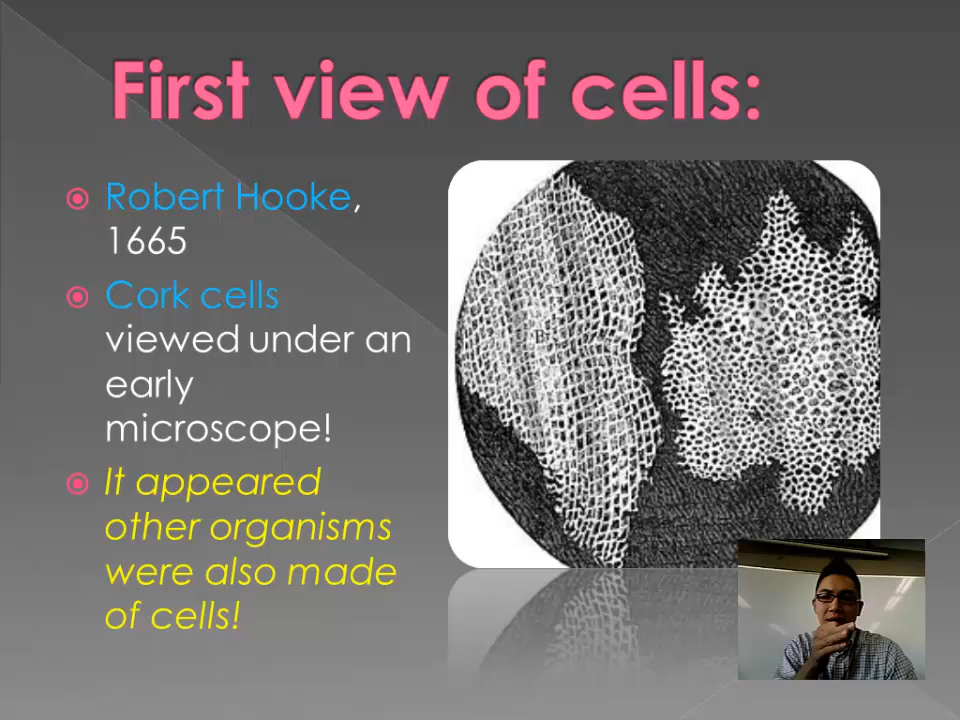 First view of cells:
Robert Hooke,
1665
Cork cells
viewed under an
early
microscope!
It appeared
other organisms
were also made
of cells!